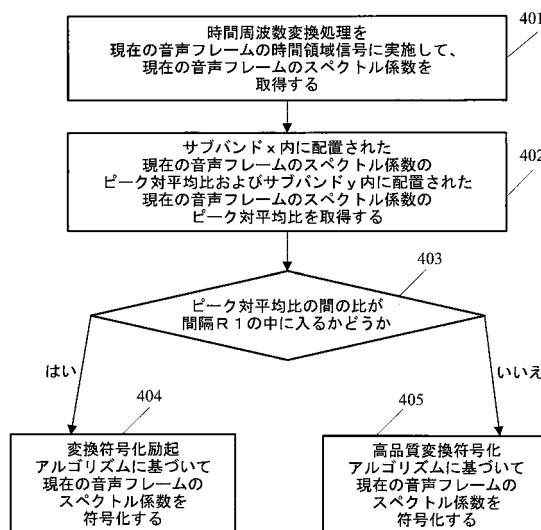 401
時間周波数変換処理を
現在の音声フレームの時間領域信号に実施して、
現在の音声フレームのスペクトル係数を
取得する
402
サブバンドx内に配置された
現在の音声フレームのスペクトル係数の
ピーク対平均比およびサブバンドy内に配置された
現在の音声フレームのスペクトル係数の
ピーク対平均比を取得する
403
ピーク対平均比の間の比が
間隔R1の中に入るかどうか
はい
いいえ
404
変換符号化励起
アルゴリズムに基づいて
現在の音声フレームの
スペクトル係数を
符号化する
405
高品質変換符号化
アルゴリズムに基づいて
現在の音声フレームの
スペクトル係数を
符号化する